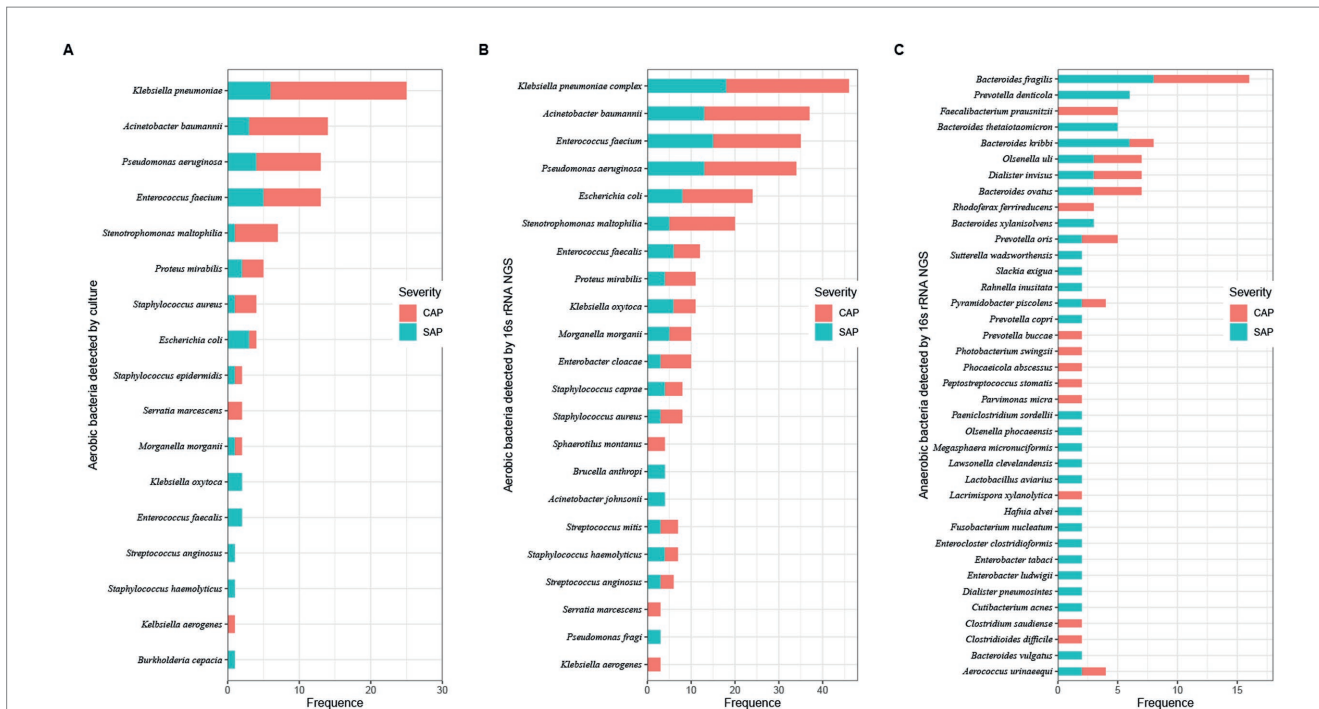 A
Aerobic bacteria detected by culture
Klebsiella pneumoniae
Acinetobacter baumannii
Pseudomonas aeruginosa
Enterococcus faecium
Stenotrophomonas maltophilia
Proteus mirabilis
Staphylococcus aureus
Escherichia coli
Staphylococcus epidermidis
Serratia marcescens
Morganella morganii
Klebsiella oxytoca
Enterococcus faecalis
Streptococcus anginosus
Staphylococcus haemolyticus
Kelbsiella aerogenes
Burkholderia cepacia
0 10 20 30
Frequence
Severity
CAP
SAP
B
Aerobic bacteria detected by 16s rRNA NGS
Klebsiella pneumoniae complex
Acinetobacter baumannii
Enterococcus faecium
Pseudomonas aeruginosa
Escherichia coli
Stenotrophomonas maltophilia
Enterococcus faecalis
Proteus mirabilis
Klebsiella oxytoca
Morganella morganii
Enterobacter cloacae
Staphylococcus caprae
Staphylococcus aureus
Sphaerotilus montanus
Brucella anthropi
Acinetobacter johnsonii
Streptococcus mitis
Staphylococcus haemolyticus
Streptococcus anginosus
Serratia marcescens
Pseudomonas fragi
Klebsiella aerogenes
0 10 20 30 40
Frequence
Severity
CAP
SAP
C
Anaerobic bacteria detected by 16s rRNA NGS
Bacteroides fragilis
Prevotella denticola
Faecalibacterium prausnitzii
Bacteroides thetaiotaomicron
Bacteroides kribbi
Olsenella uli
Dialister invisus
Bacteroides ovatus
Rhodoferax ferrireducens
Bacteroides xylanisolvens
Prevotella oris
Sutterella wadsworthensis
Slackia exigua
Rahnella inusitata
Pyramidobacter piscolens
Prevotella copri
Prevotella buccae
Photobacterium swingsii
Phocaeicola abscessus
Peptostreptococcus stomatis
Parvimonas micra
Paeniclostridium sordellii
Olsenella phocaeensis
Megasphaera micronuciformis
Lawsonella clevelandensis
Lactobacillus aviarius
Lacrimispora xylanolytica
Hafnia alvei
Fusobacterium nucleatum
Enterocloster clostridioformis
Enterobacter tabaci
Enterobacter ludwigii
Dialister pneumosintes
Cutibacterium acnes
Clostridium saudiense
Clostridioides difficile
Bacteroides vulgatus
Aerococcus urinaeequi
0 5 10 15
Frequence
Severity
CAP
SAP